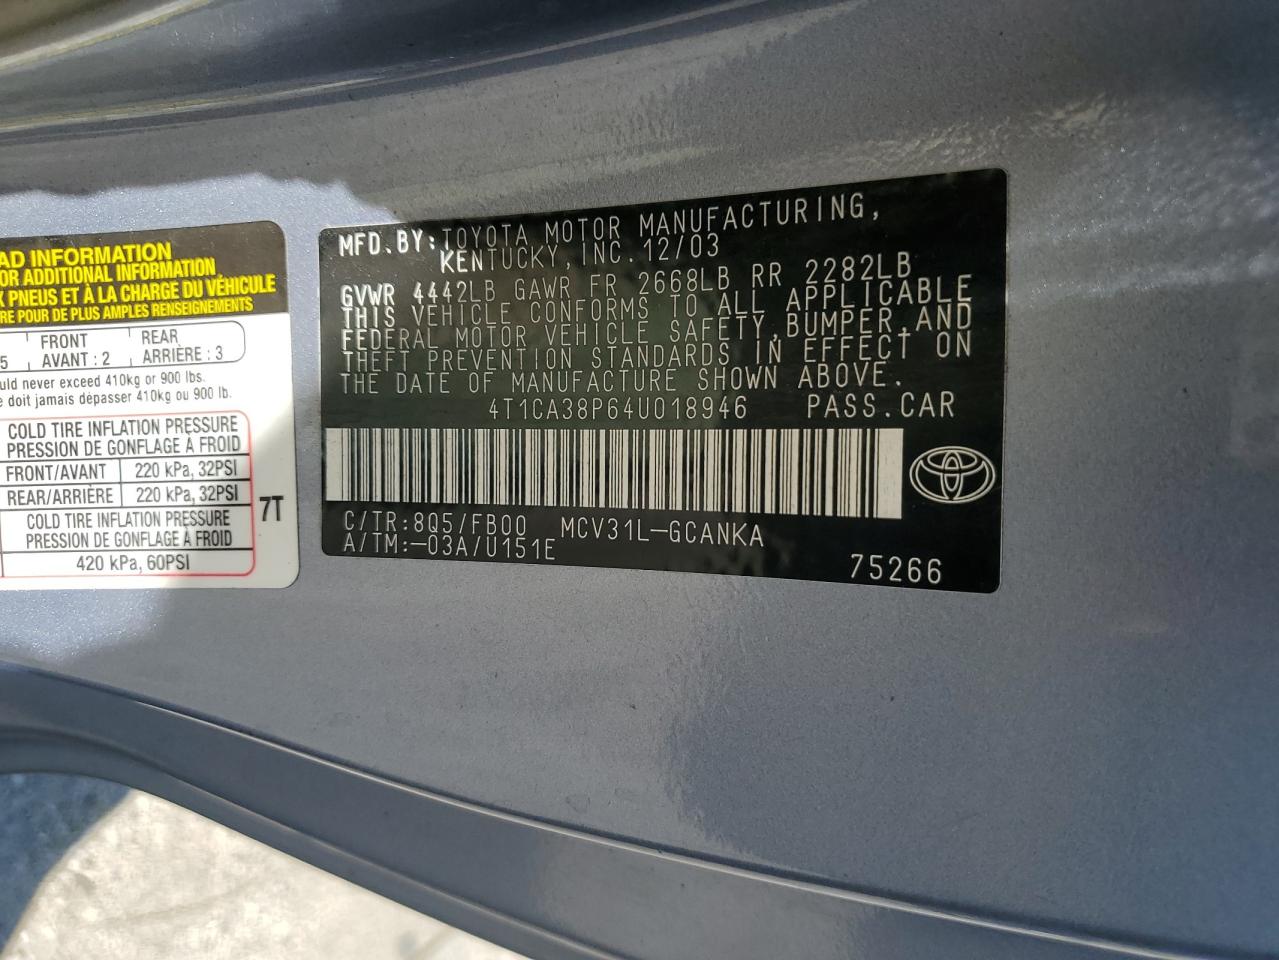 AD INFORMATION
OR ADDITIONAL INFORMATION
X PNEUS ET À LA CHARGE DU VÉHICULE
RE POUR DE PLUS AMPLES RENSEIGNEMENTS
5 FRONT AVANT : 2 REAR ARRIÈRE : 3
uld never exceed 410kg or 900 lbs.
e doit jamais dépasser 410kg ou 900 lb.
COLD TIRE INFLATION PRESSURE
PRESSION DE GONFLAGE À FROID
FRONT/AVANT 220 kPa, 32PSI
REAR/ARRIÈRE 220 kPa, 32PSI
7T
COLD TIRE INFLATION PRESSURE
PRESSION DE GONFLAGE À FROID
420 kPa, 60PSI
MFD.BY:TOYOTA MOTOR MANUFACTURING,
KENTUCKY,INC.12/03
GVWR 4442LB GAWR FR 2668LB RR 2282LB
THIS VEHICLE CONFORMS TO ALL APPLICABLE
FEDERAL MOTOR VEHICLE SAFETY,BUMPER,AND
THEFT PREVENTION STANDARDS IN EFFECT ON
THE DATE OF MANUFACTURE SHOWN ABOVE.
4T1CA38P64U018946 PASS.CAR
C/TR:8Q5/FB00 MCV31L-GCANKA
A/TM:-03A/U151E
75266